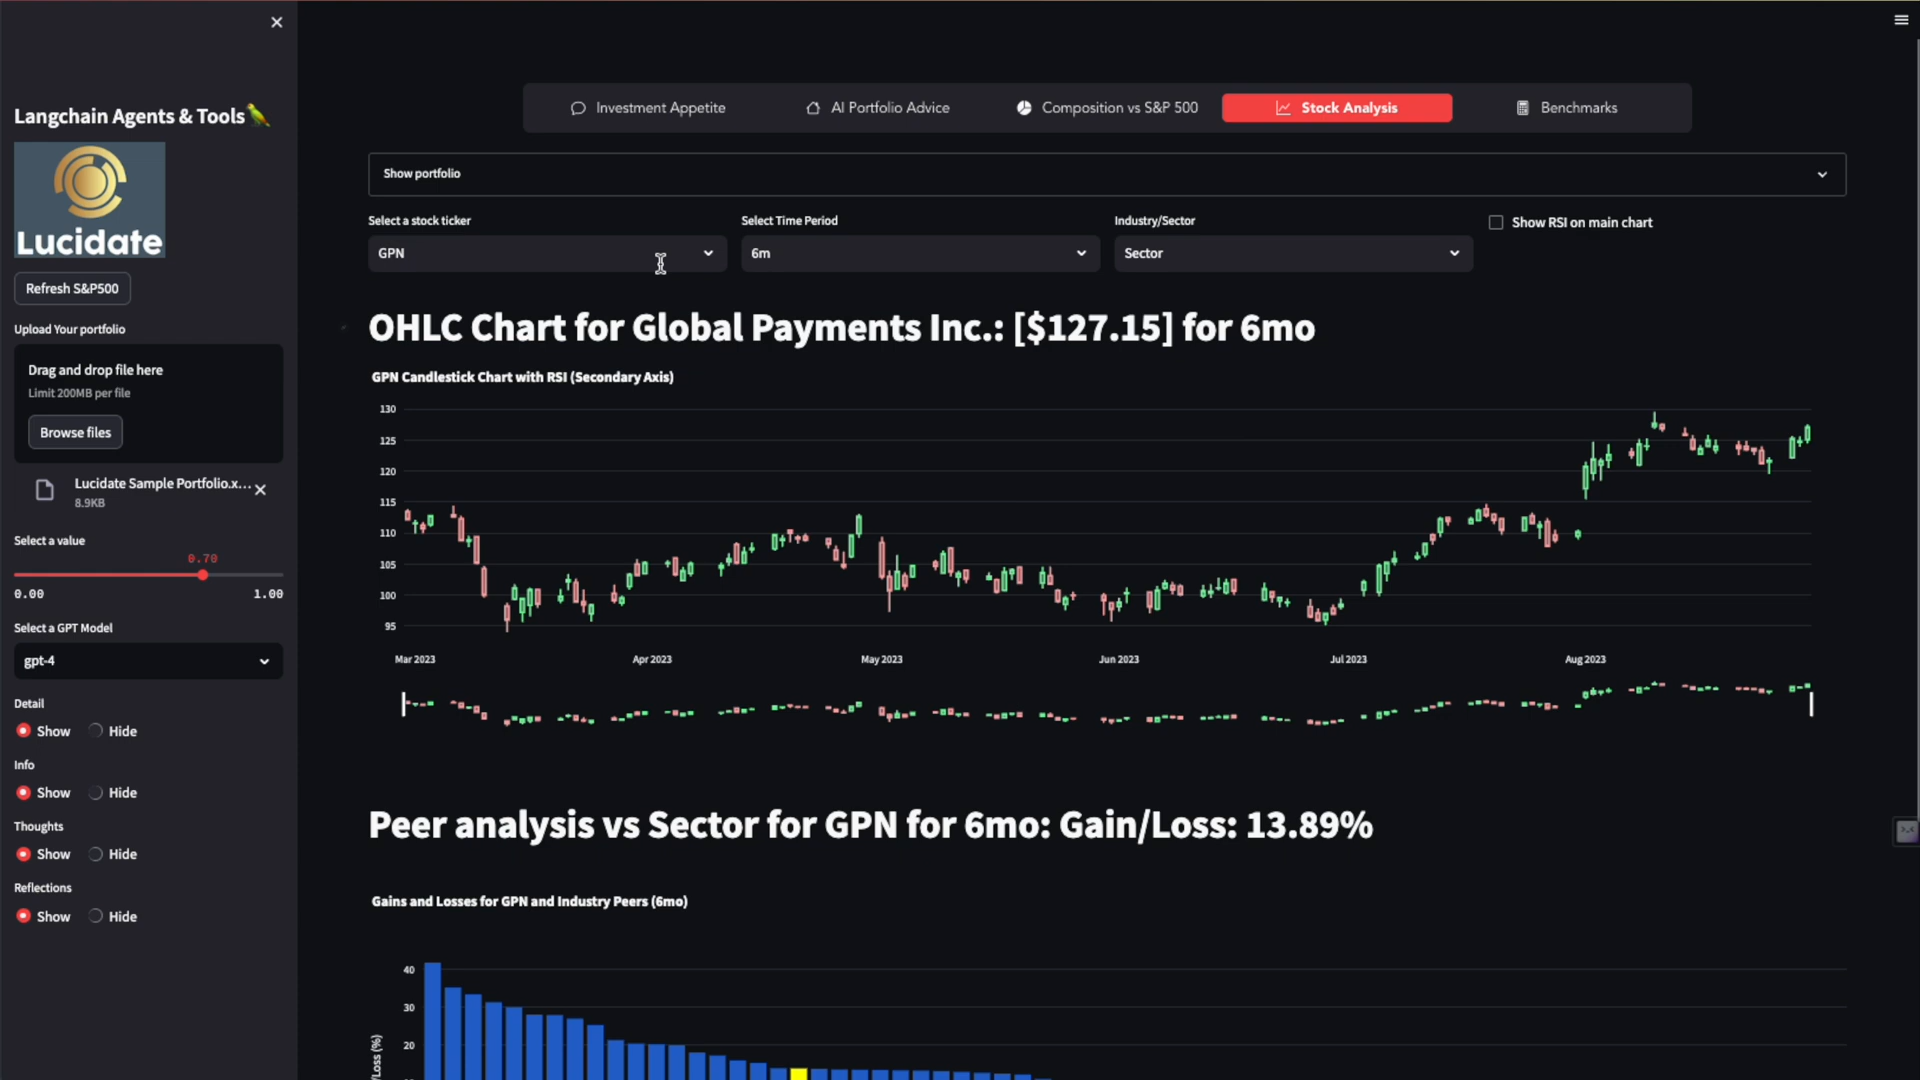 Langchain Agents & Tools🦜
Lucidate
Refresh S&P500
Upload Your portfolio
Drag and drop file here
Limit 200MB per file
Browse files
Lucidate Sample Portfolio.x...
8.9KB
Select a value
0.70
0.00 1.00
Select a GPT Model
gpt-4
Detail
Show Hide
Info
Show Hide
Thoughts
Show Hide
Reflections
Show Hide
Investment Appetite AI Portfolio Advice Composition vs S&P 500 Stock Analysis Benchmarks
Show portfolio
Select a stock ticker Select Time Period Industry/Sector Show RSI on main chart
GPN 6m Sector
OHLC Chart for Global Payments Inc.: [$127.15] for 6mo
GPN Candlestick Chart with RSI (Secondary Axis)
130
125
120
115
110
105
100
95
Mar 2023 Apr 2023 May 2023 Jun 2023 Jul 2023 Aug 2023
Peer analysis vs Sector for GPN for 6mo: Gain/Loss: 13.89%
Gains and Losses for GPN and Industry Peers (6mo)
40
30
20
/Loss (%)